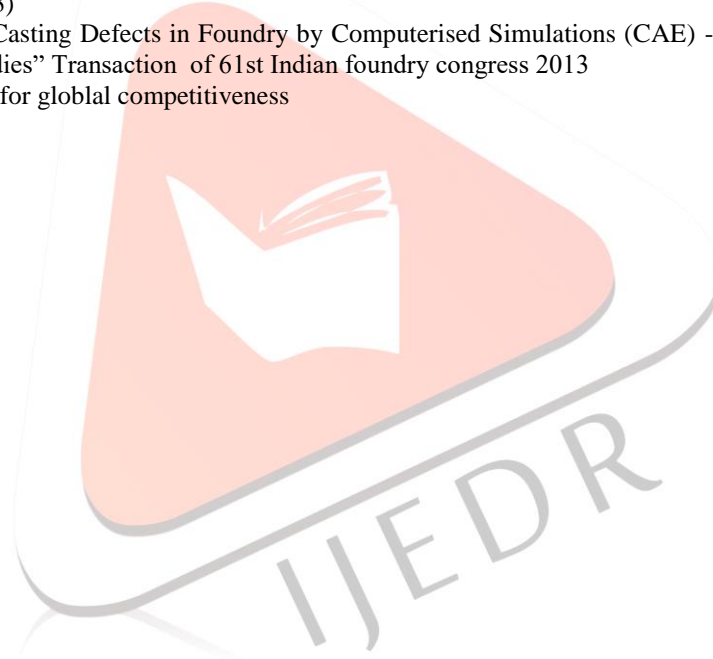 Casting Defects in Foundry by Computerised Simulations (CAE) -
dies” Transaction of 61st Indian foundry congress 2013
for globlal competitiveness
IJEDR